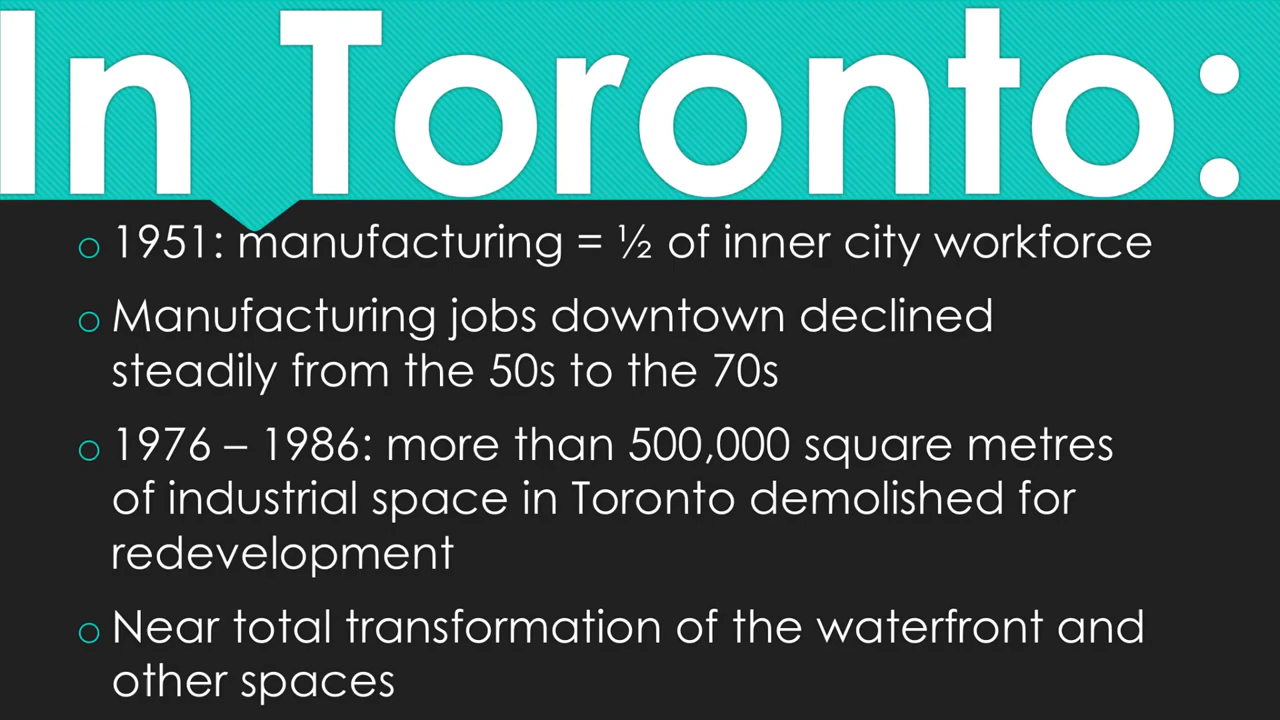 In Toronto:
o 1951: manufacturing = ½ of inner city workforce
o Manufacturing jobs downtown declined
steadily from the 50s to the 70s
o 1976 – 1986: more than 500,000 square metres
of industrial space in Toronto demolished for
redevelopment
o Near total transformation of the waterfront and
other spaces